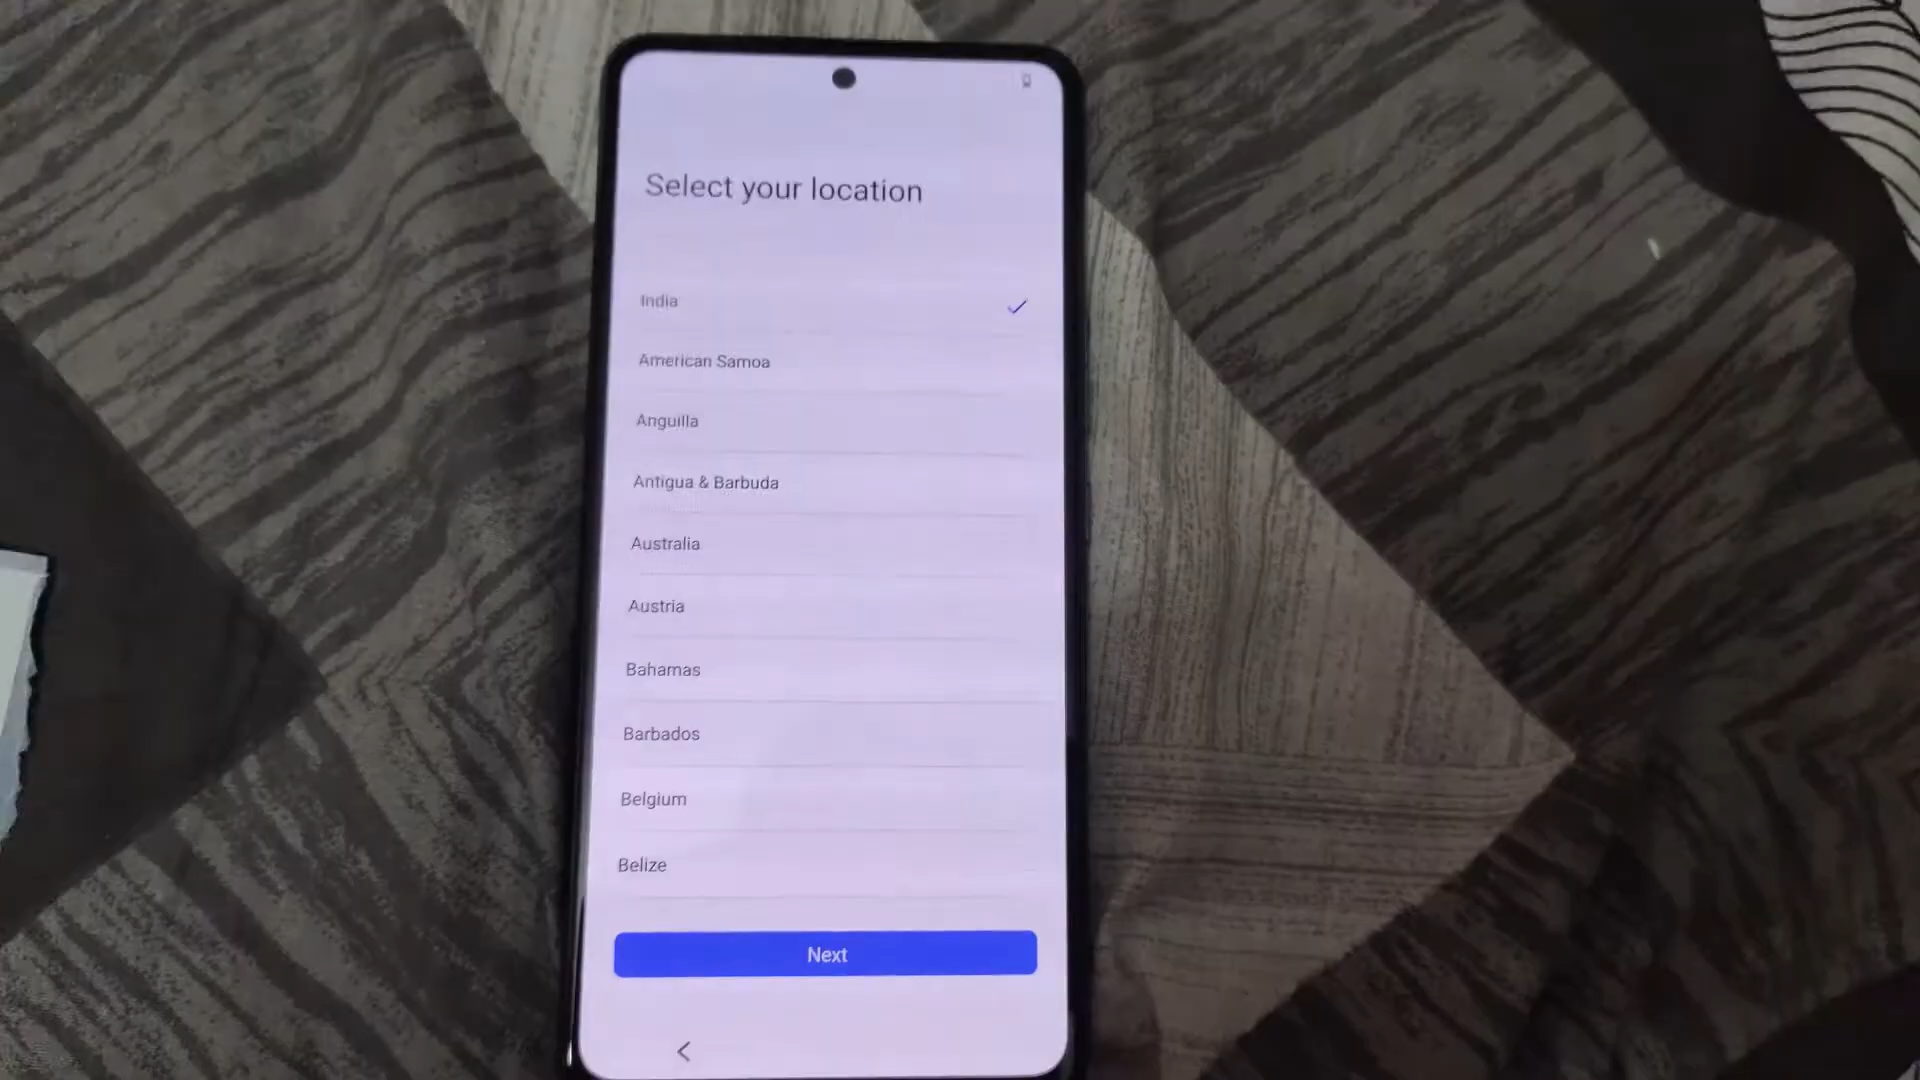 Select your location
India
American Samoa
Anguilla
Antigua & Barbuda
Australia
Austria
Bahamas
Barbados
Belgium
Belize
Next